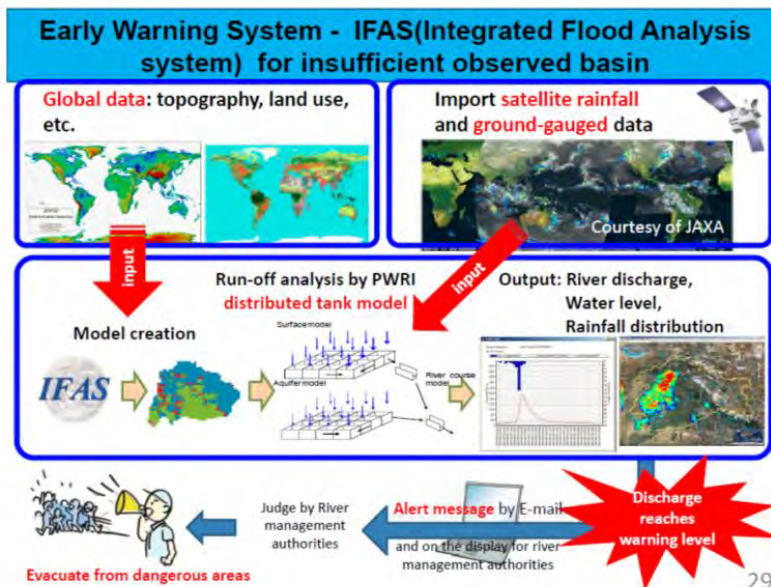 Early Warning System - IFAS(Integrated Flood Analysis
system) for insufficient observed basin
Global data: topography, land use,
etc.
Import satellite rainfall
and ground-gauged data
Courtesy of JAXA
input
input
Run-off analysis by PWRI
distributed tank model
Output: River discharge,
Water level,
Rainfall distribution
Model creation
IFAS
Surface model
Aquifer model
River course
model
Discharge
reaches
warning level
Alert message by E-mail
and on the display for river
management authorities
Judge by River
management
authorities
Evacuate from dangerous areas
29